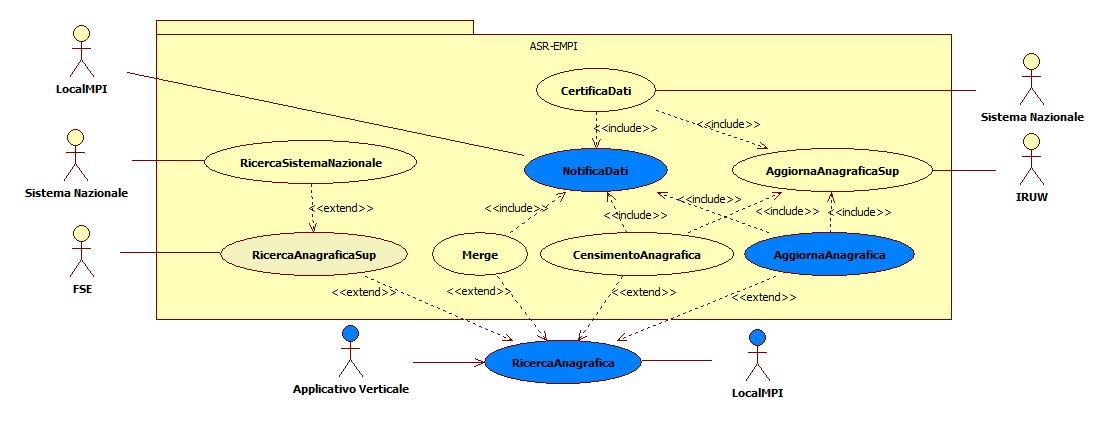 ASR-EMPI
LocalMPI
CertificaDati
Sistema Nazionale
<<include>>
<<include>>
RicercaSistemaNazionale
NotificaDati
AggiornaAnagraficaSup
Sistema Nazionale
IRUW
<<extend>>
<<include>>
<<include>>
<<include>>
<<include>>
RicercaAnagraficaSup
Merge
CensimentoAnagrafica
AggiornaAnagrafica
FSE
<<extend>>
<<extend>>
<<extend>>
<<extend>>
RicercaAnagrafica
Applicativo Verticale
LocalMPI